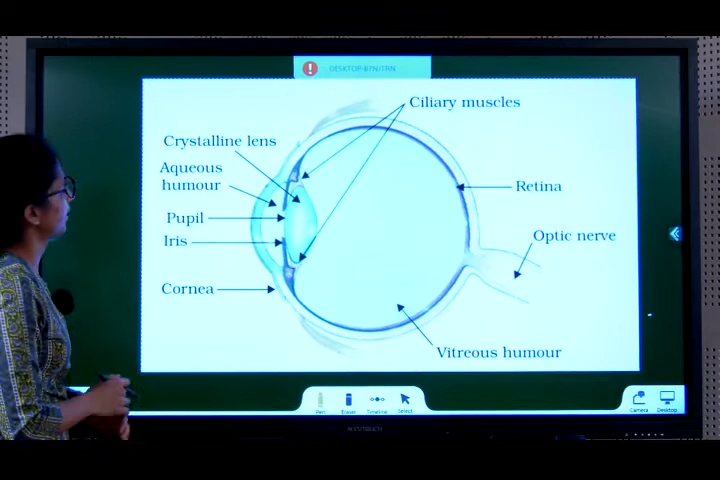 Ciliary muscles
Crystalline lens
Aqueous
humour
Pupil
Iris
Cornea
Retina
Optic nerve
Vitreous humour
Pen
Eraser
Timeline
Select
Camera
Desktop